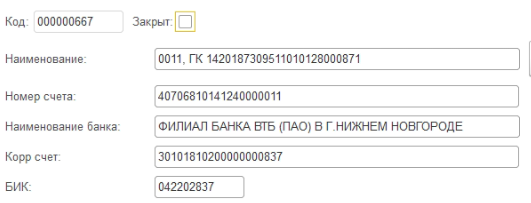 Код: 000000667 Закрыт:
Наименование: 0011, ГК 1420187309511010128000871
Номер счета: 40706810141240000011
Наименование банка: ФИЛИАЛ БАНКА ВТБ (ПАО) В Г.НИЖНЕМ НОВГОРОДЕ
Корр счет: 30101810200000000837
БИК: 042202837